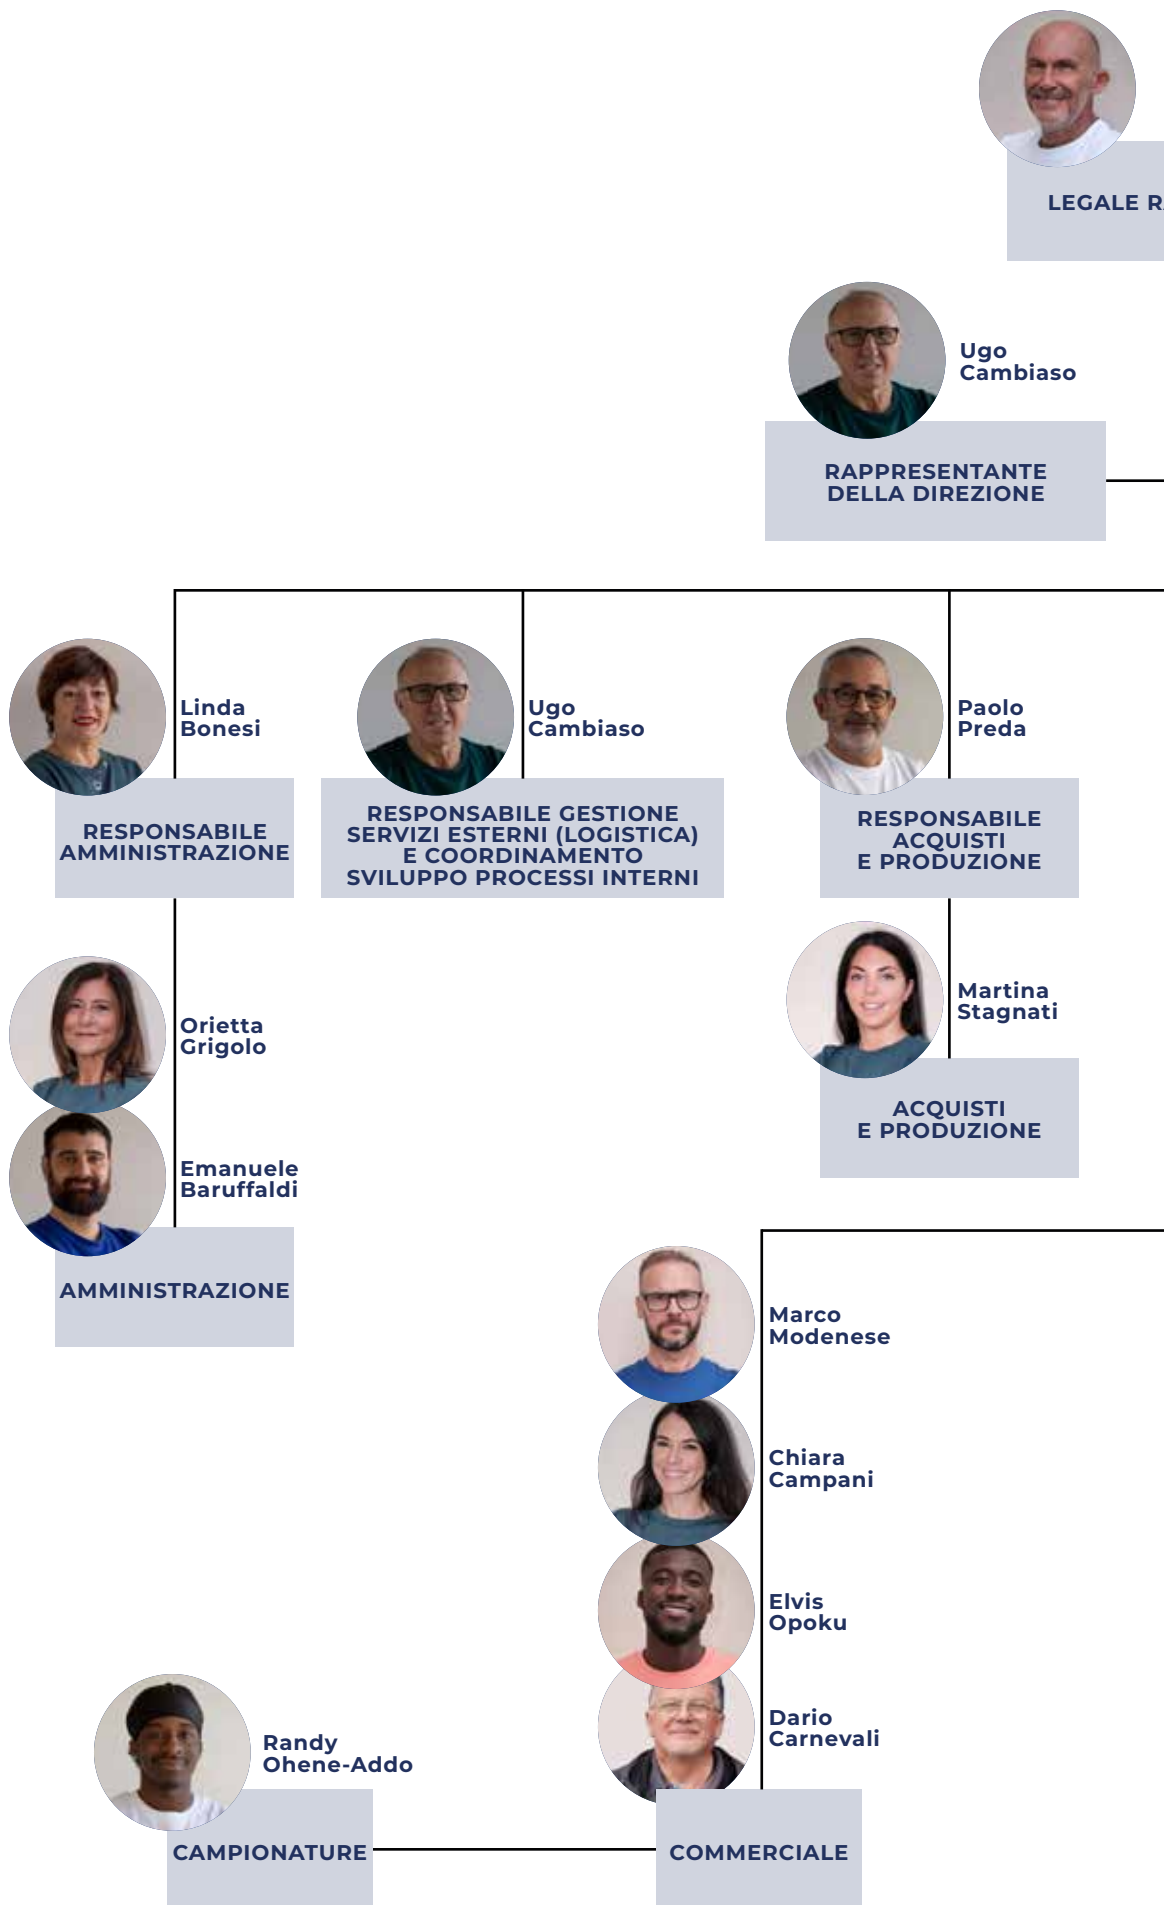 LEGALE
Ugo
Cambiaso
RAPPRESENTANTE
DELLA DIREZIONE
Linda
Bonesi
RESPONSABILE
AMMINISTRAZIONE
Ugo
Cambiaso
RESPONSABILE GESTIONE
SERVIZI ESTERNI (LOGISTICA)
E COORDINAMENTO
SVILUPPO PROCESSI INTERNI
Paolo
Preda
RESPONSABILE
ACQUISTI
E PRODUZIONE
Orietta
Grigolo
Emanuele
Baruffaldi
AMMINISTRAZIONE
Martina
Stagnati
ACQUISTI
E PRODUZIONE
Marco
Modenese
Chiara
Campani
Elvis
Opoku
Dario
Carnevali
COMMERCIALE
Randy
Ohene-Addo
CAMPIONATURE